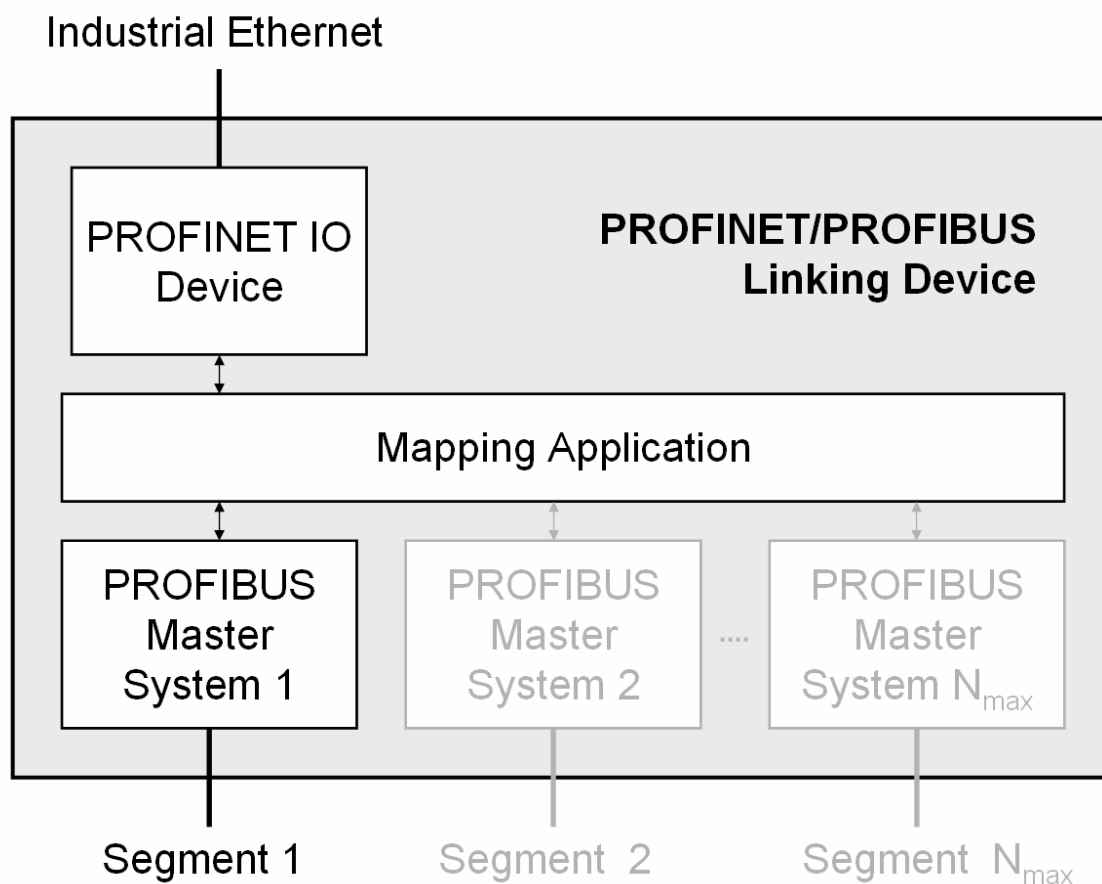 Industrial Ethernet
PROFINET IO
Device
PROFINET/PROFIBUS
Linking Device
Mapping Application
PROFIBUS
Master
System 1
PROFIBUS
Master
System 2
....
PROFIBUS
Master
System Nmax
Segment 1
Segment 2
Segment Nmax